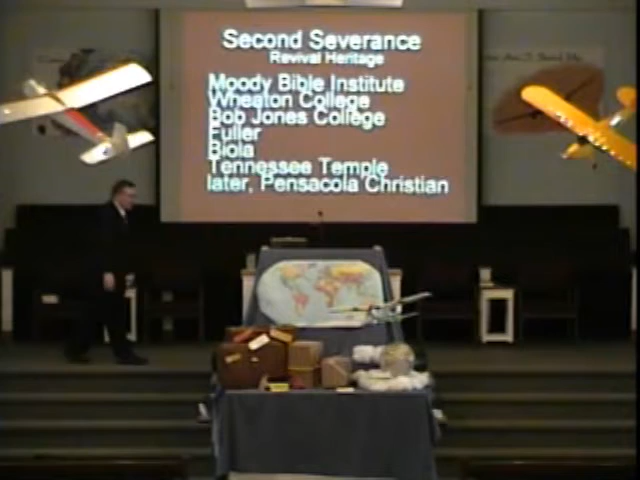 Second Severance
Revival Heritage
Moody Bible Institute
Wheaton College
Bob Jones College
Fuller
Biola
Tennessee Temple
later, Pensacola Christian